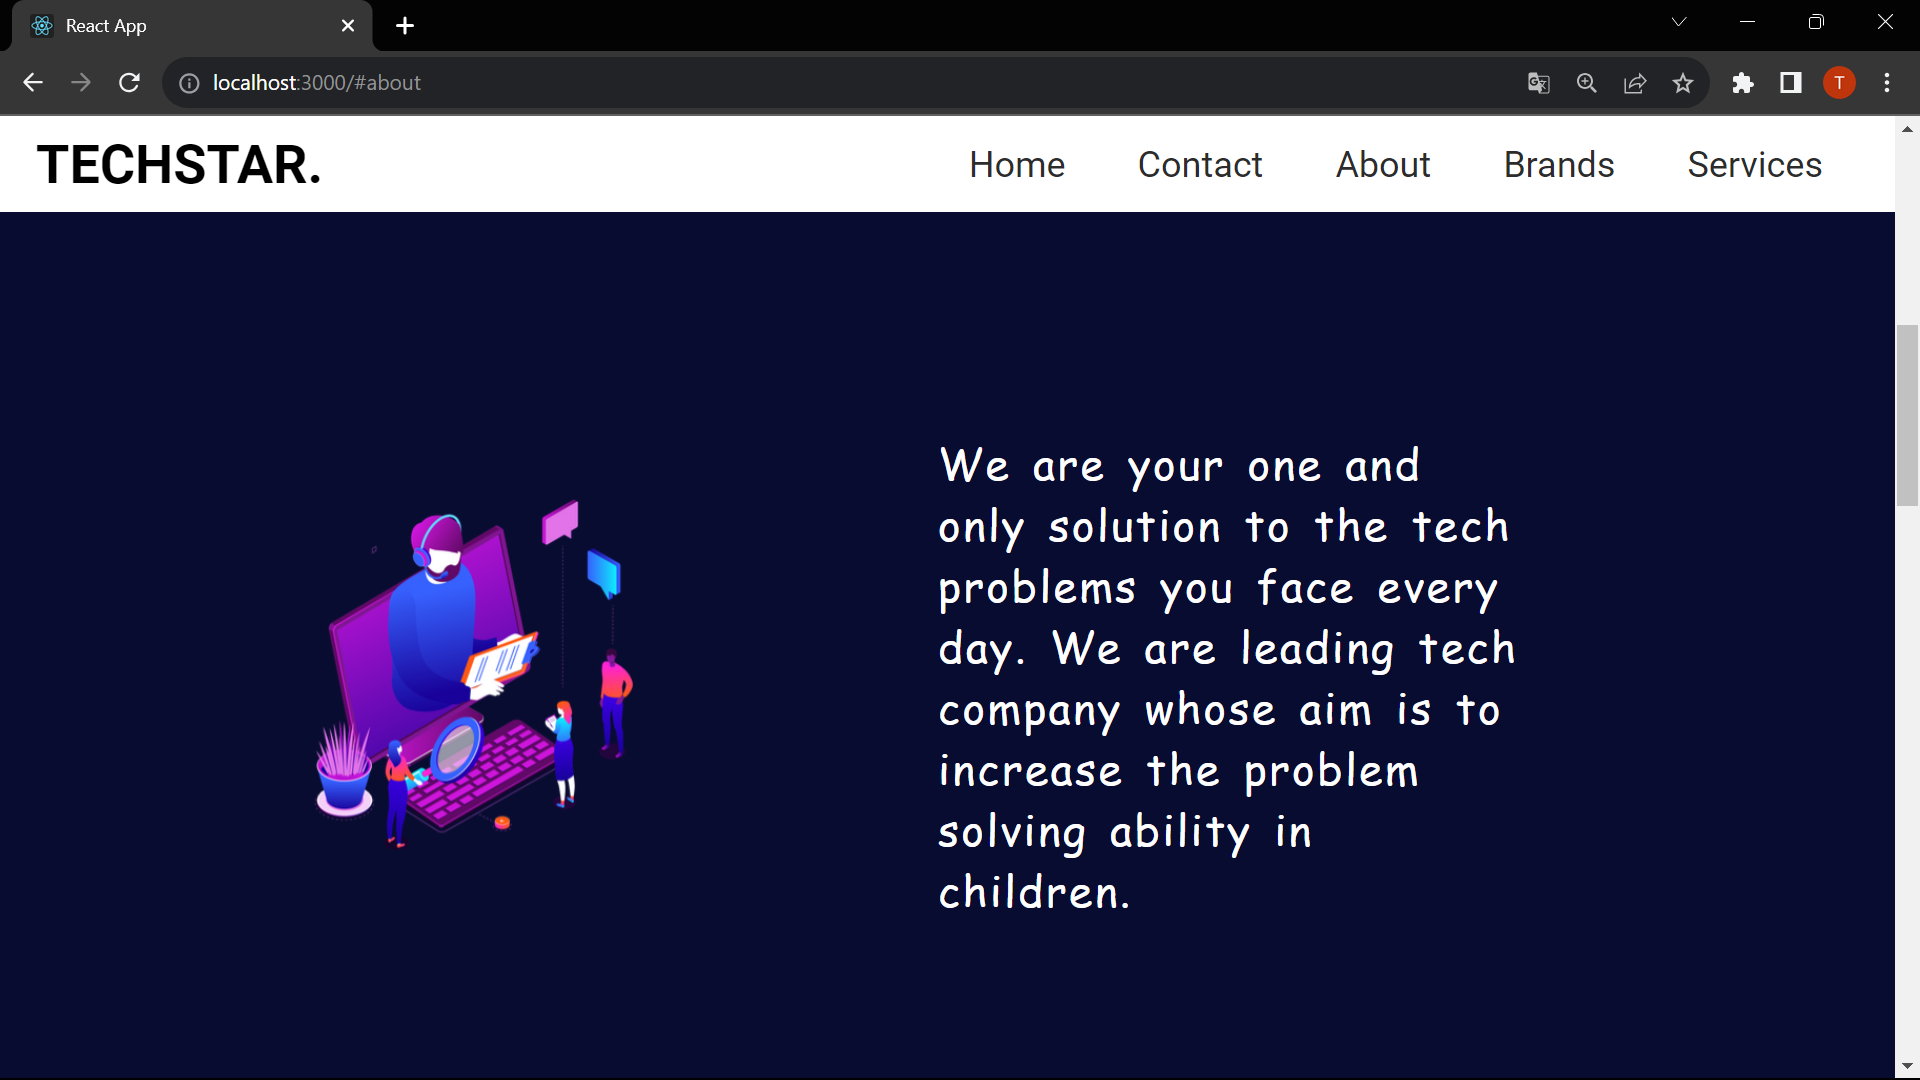 React App
localhost:3000/#about
T
TECHSTAR.
Home Contact About Brands Services
We are your one and
only solution to the tech
problems you face every
day. We are leading tech
company whose aim is to
increase the problem
solving ability in
children.